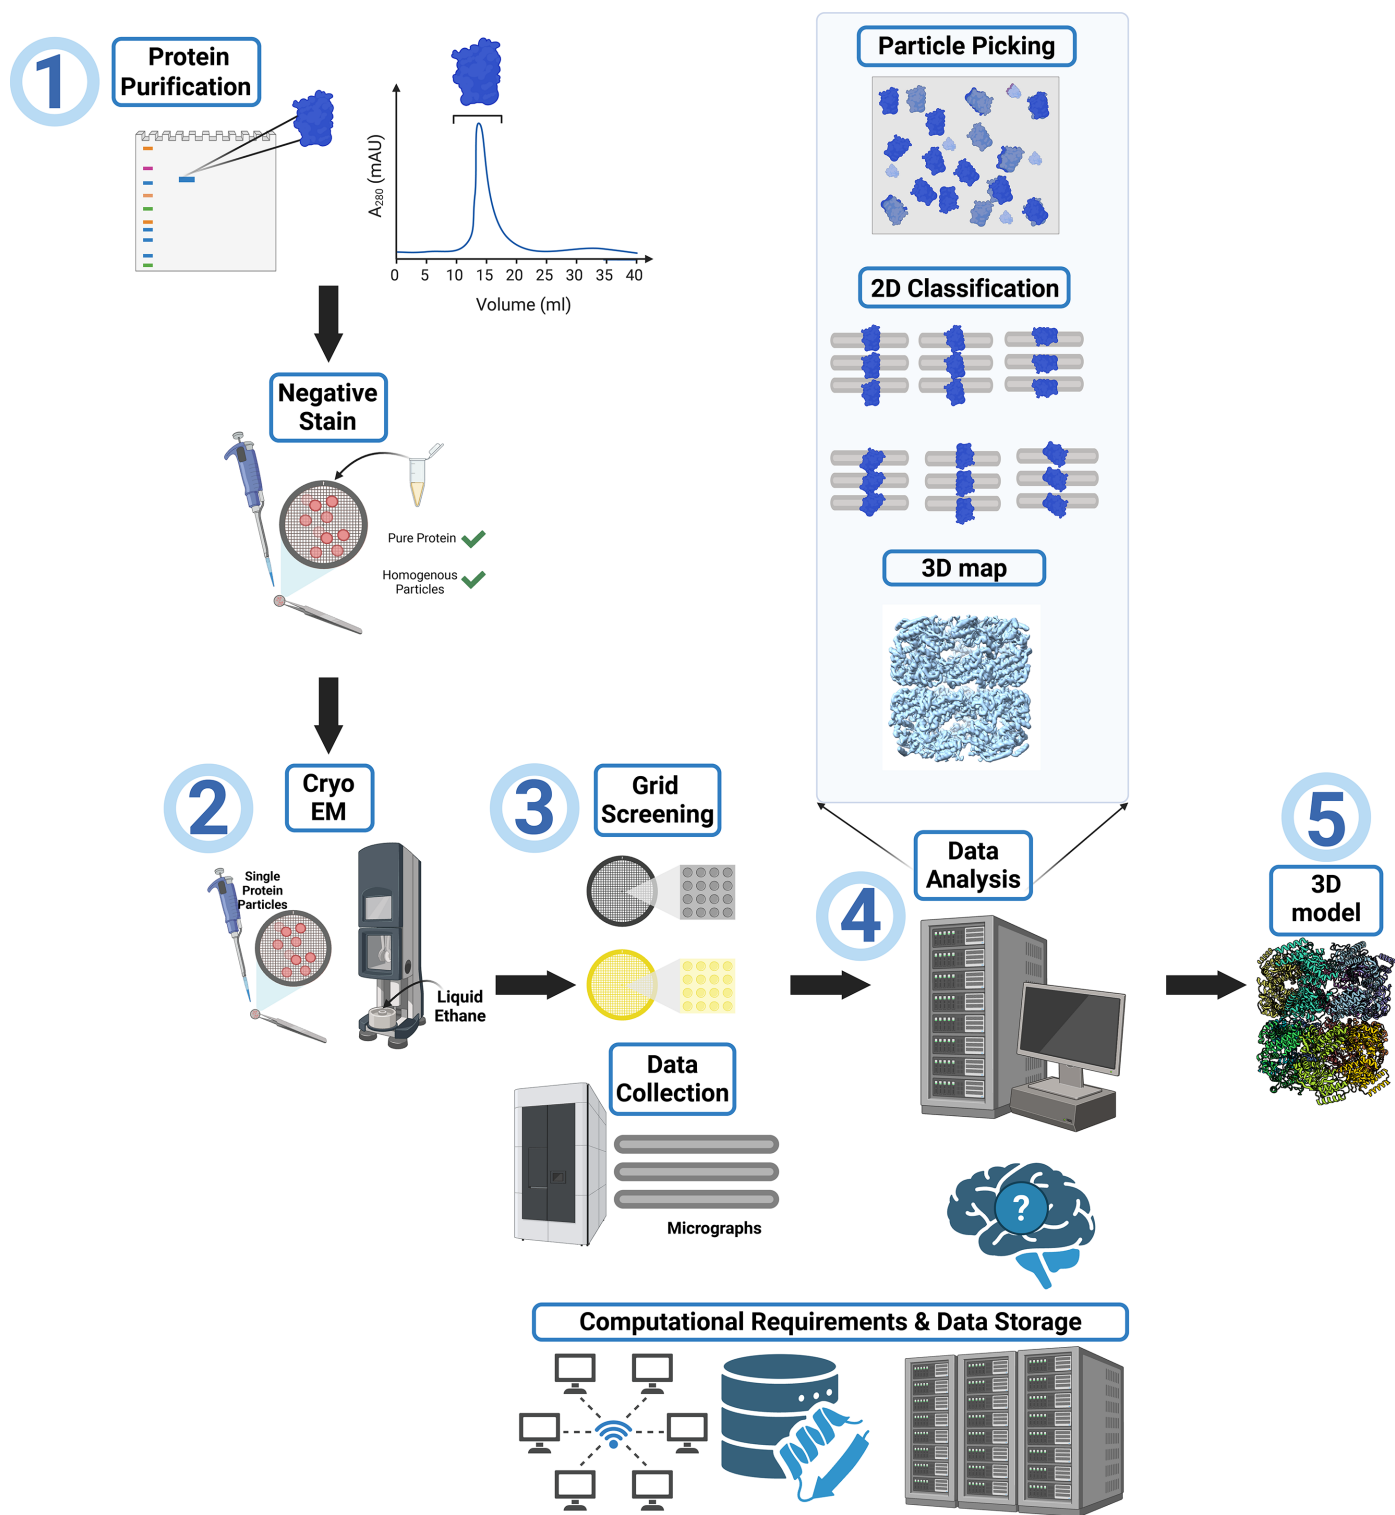 1
Protein
Purification
A280 (mAU)
0 5 10 15 20 25 30 35 40
Volume (ml)
Negative
Stain
Pure Protein
Homogenous
Particles
2
Cryo
EM
Single
Protein
Particles
Liquid
Ethane
3
Grid
Screening
Data
Collection
Micrographs
4
Data
Analysis
Particle Picking
2D Classification
3D map
5
3D
model
?
Computational Requirements & Data Storage